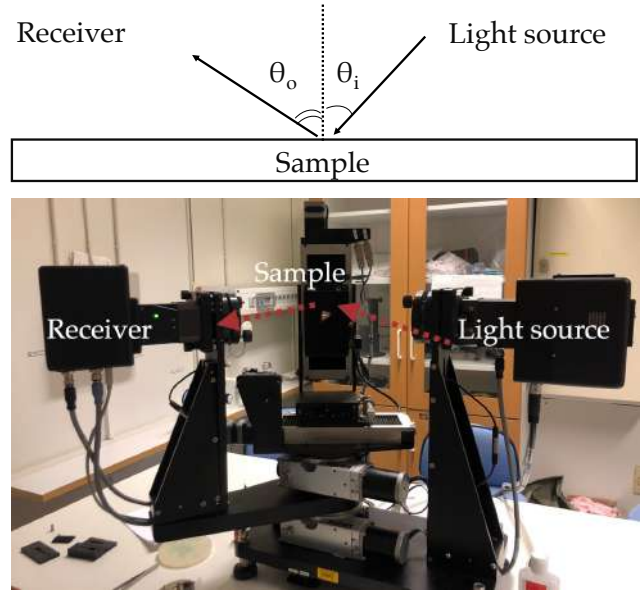 Receiver
Light source
θo
θi
Sample
Sample
Receiver
Light source